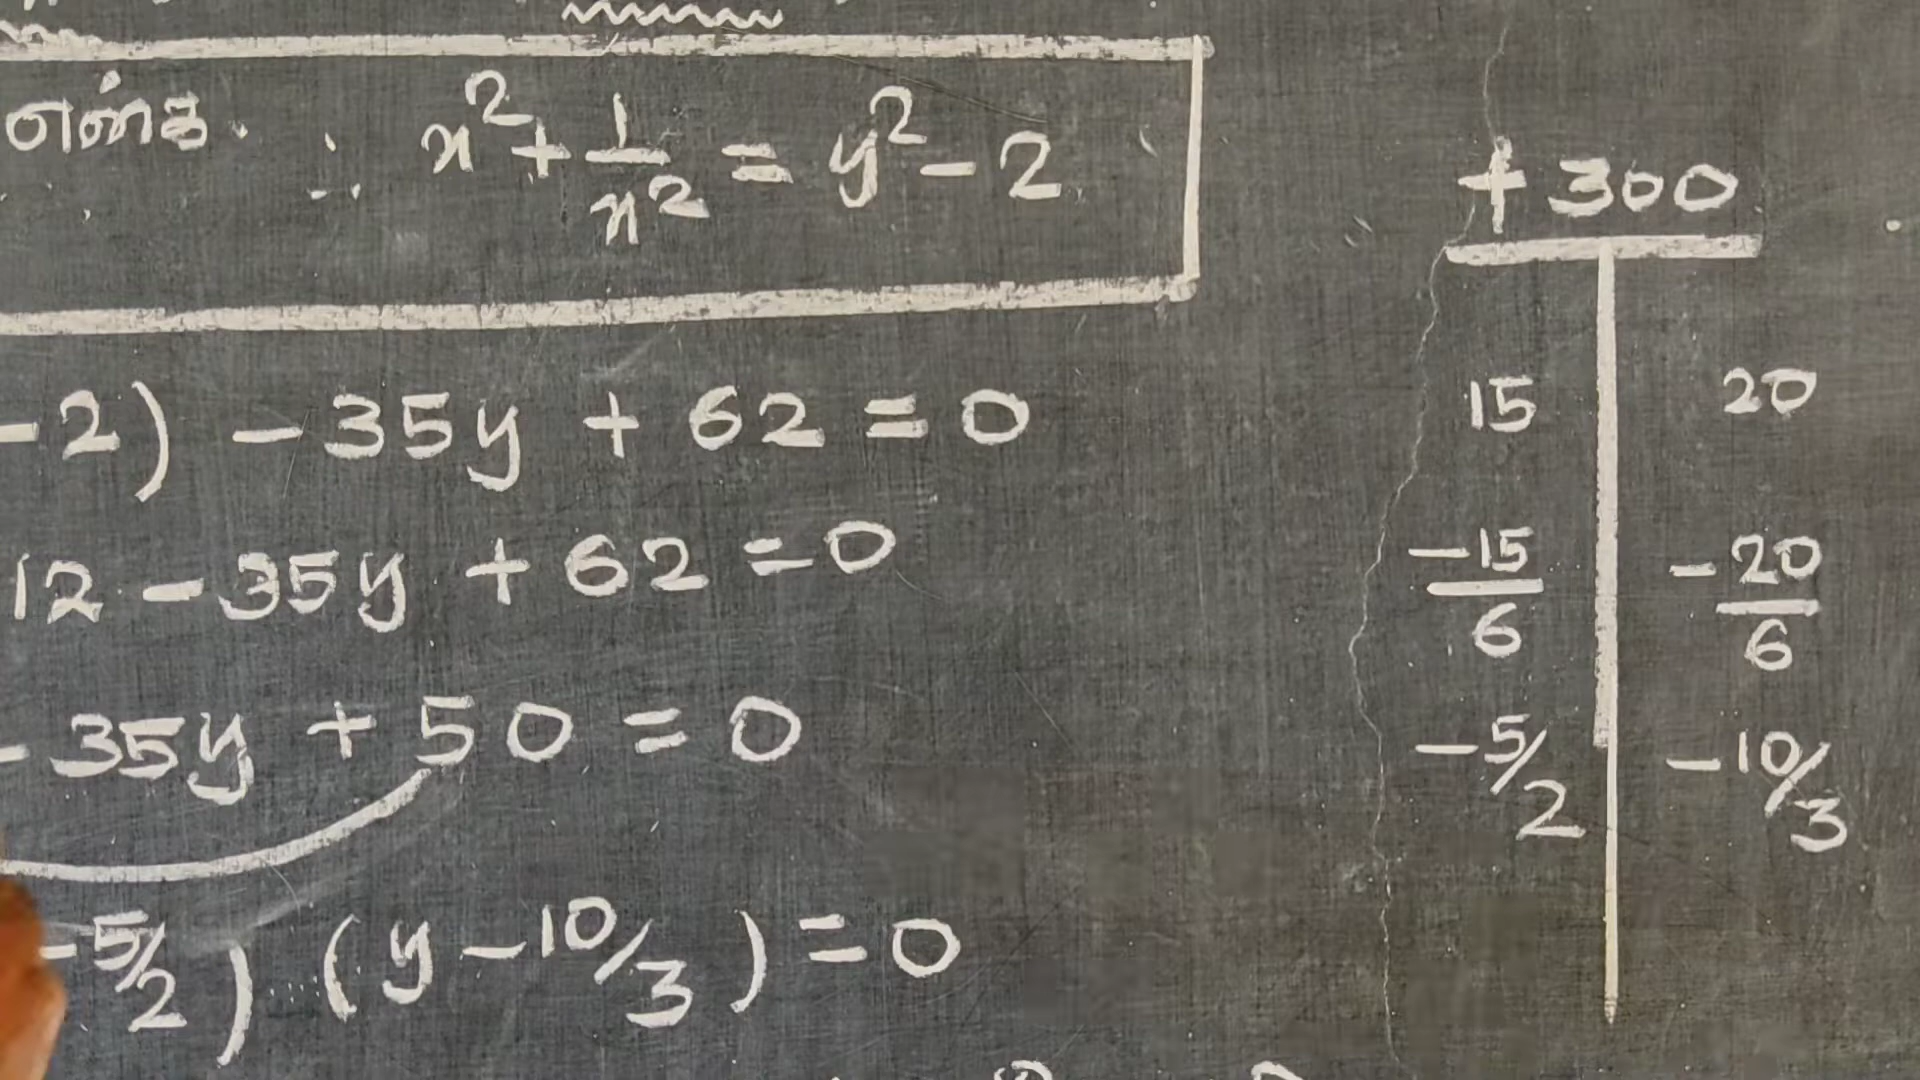 என்க. ∴ x² + 1/x² = y² - 2
-2) - 35y + 62 = 0
12 - 35y + 62 = 0
- 35y + 50 = 0
-5/2) (y - 10/3) = 0
+300
15 20
-15/6 -20/6
-5/2 -10/3